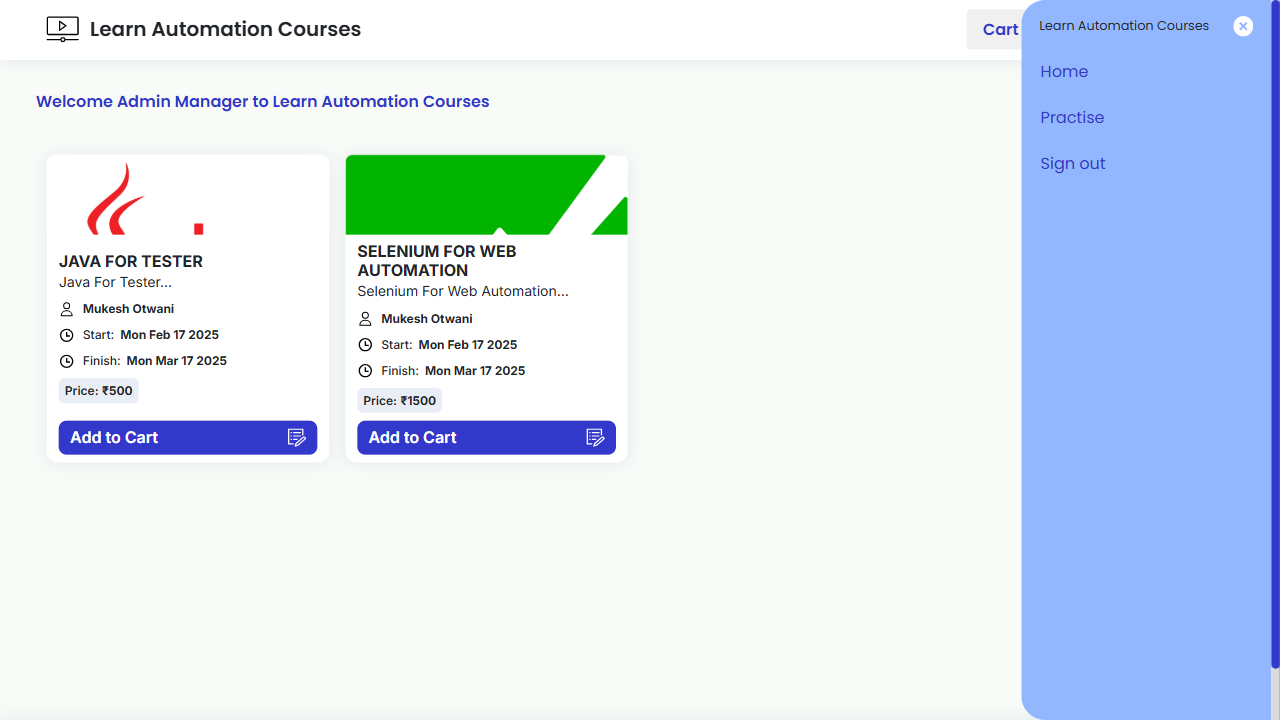 Learn Automation Courses
Cart
Learn Automation Courses
Home
Practise
Sign out
Welcome Admin Manager to Learn Automation Courses
JAVA FOR TESTER
Java For Tester...
Mukesh Otwani
Start: Mon Feb 17 2025
Finish: Mon Mar 17 2025
Price: ₹500
Add to Cart
SELENIUM FOR WEB
AUTOMATION
Selenium For Web Automation...
Mukesh Otwani
Start: Mon Feb 17 2025
Finish: Mon Mar 17 2025
Price: ₹1500
Add to Cart